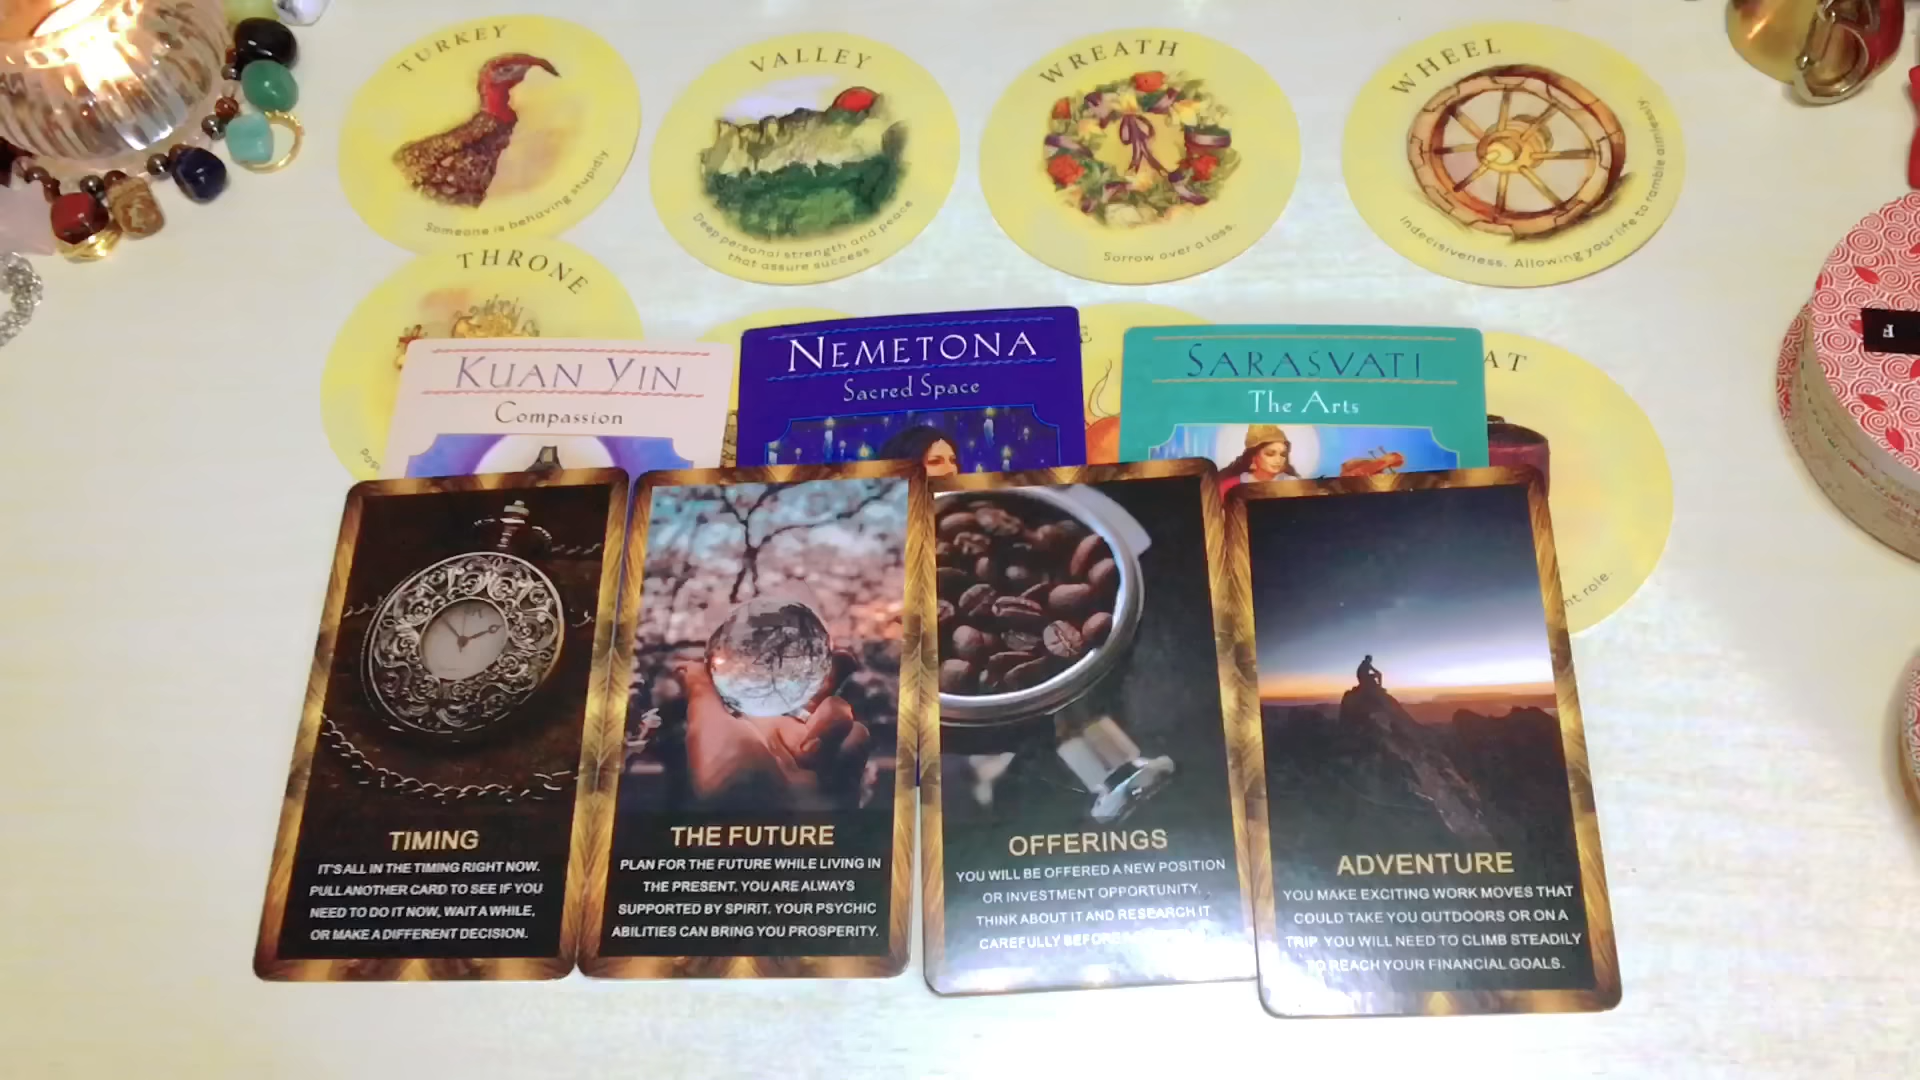 TURKEY
Someone is behaving stupidly
VALLEY
Deep personal strength and peace
that assure success.
WREATH
Sorrow over a loss.
WHEEL
Indecisiveness. Allowing your life to ramble aimlessly.
THRONE
KUAN YIN
Compassion
NEMETONA
Sacred Space
SARASVATI
The Arts
TIMING
IT'S ALL IN THE TIMING RIGHT NOW.
PULL ANOTHER CARD TO SEE IF YOU
NEED TO DO IT NOW, WAIT A WHILE,
OR MAKE A DIFFERENT DECISION.
THE FUTURE
PLAN FOR THE FUTURE WHILE LIVING IN
THE PRESENT. YOU ARE ALWAYS
SUPPORTED BY SPIRIT. YOUR PSYCHIC
ABILITIES CAN BRING YOU PROSPERITY.
OFFERINGS
YOU WILL BE OFFERED A NEW POSITION
OR INVESTMENT OPPORTUNITY.
THINK ABOUT IT AND RESEARCH IT
CAREFULLY BEFORE
ADVENTURE
YOU MAKE EXCITING WORK MOVES THAT
COULD TAKE YOU OUTDOORS OR ON A
TRIP. YOU WILL NEED TO CLIMB STEADILY
TO REACH YOUR FINANCIAL GOALS.
role.